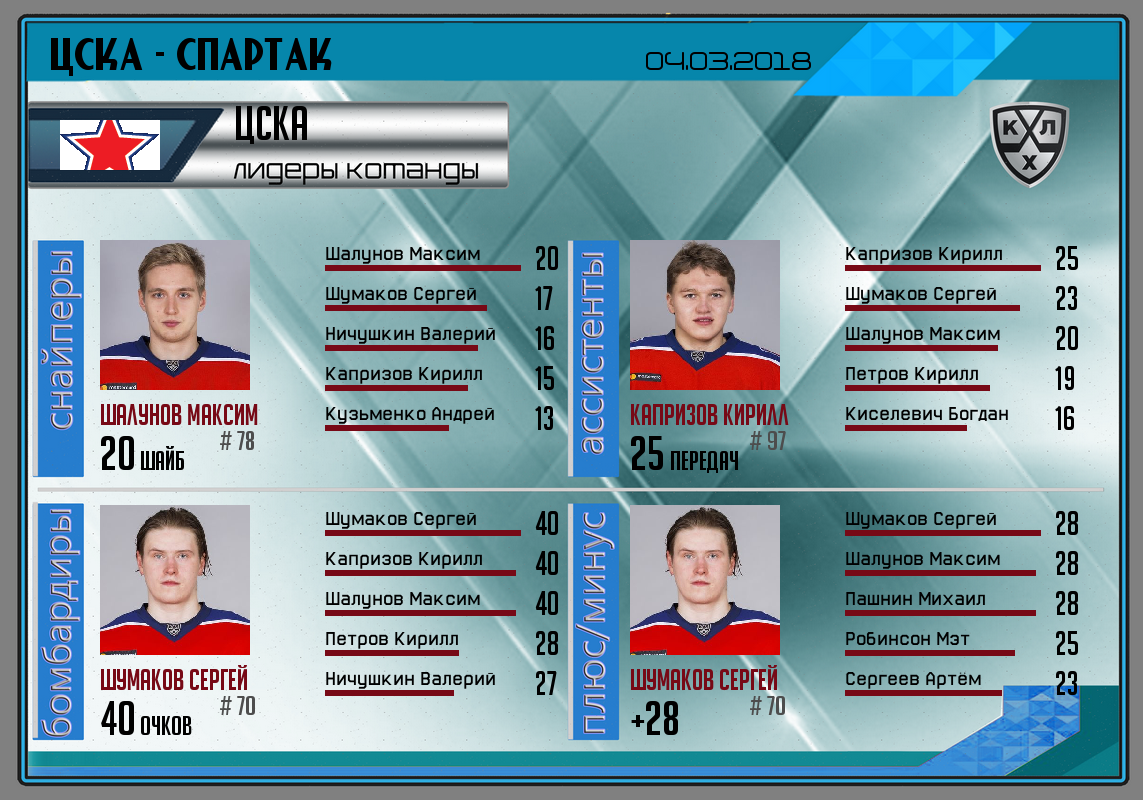 ЦСКА - СПАРТАК
04.03.2018
ЦСКА
лидеры команды
КХЛ
снайперы
ШАЛУНОВ МАКСИМ
# 78
20 ШАЙБ
Шалунов Максим 20
Шумаков Сергей 17
Ничушкин Валерий 16
Капризов Кирилл 15
Кузьменко Андрей 13
ассистенты
КАПРИЗОВ КИРИЛЛ
# 97
25 ПЕРЕДАЧ
Капризов Кирилл 25
Шумаков Сергей 23
Шалунов Максим 20
Петров Кирилл 19
Киселевич Богдан 16
бомбардиры
ШУМАКОВ СЕРГЕЙ
# 70
40 ОЧКОВ
Шумаков Сергей 40
Капризов Кирилл 40
Шалунов Максим 40
Петров Кирилл 28
Ничушкин Валерий 27
плюс/минус
ШУМАКОВ СЕРГЕЙ
# 70
+28
Шумаков Сергей 28
Шалунов Максим 28
Пашнин Михаил 28
Робинсон Мэт 25
Сергеев Артём 23